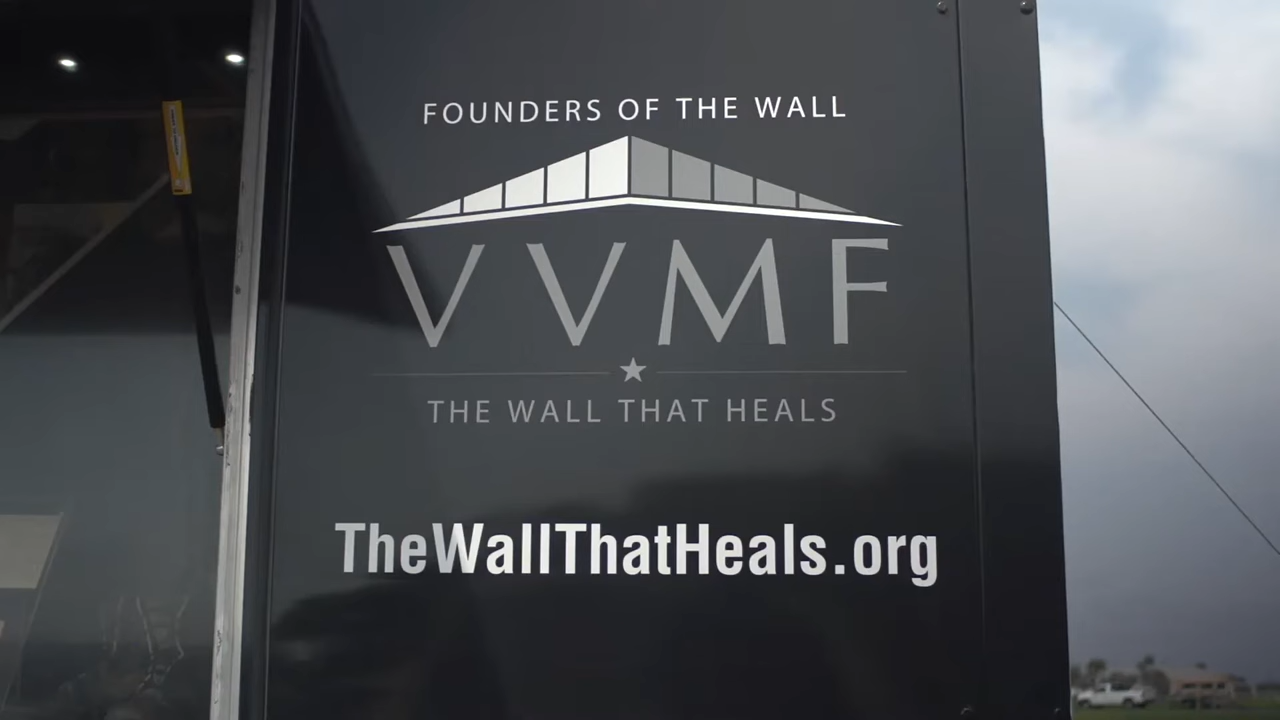 FOUNDERS OF THE WALL
VVMF
THE WALL THAT HEALS
TheWallThatHeals.org